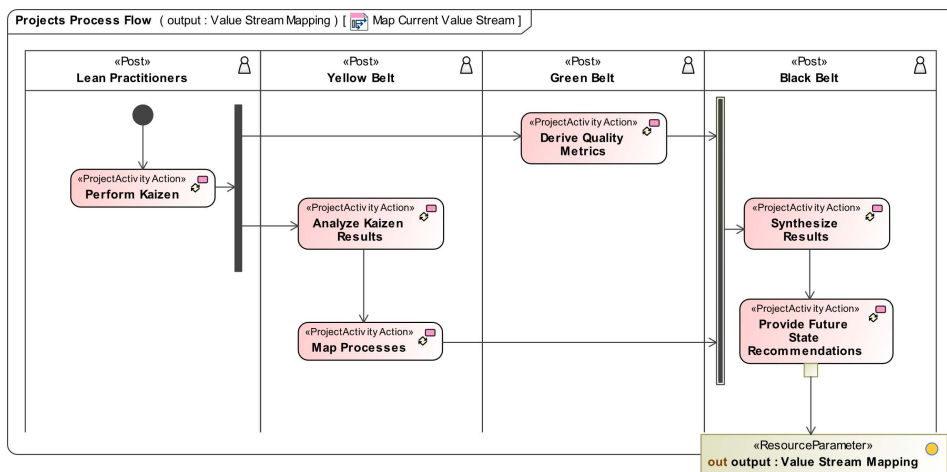 Projects Process Flow ( output : Value Stream Mapping ) [ Map Current Value Stream ]
«Post»
Lean Practitioners
«Post»
Yellow Belt
«Post»
Green Belt
«Post»
Black Belt
«ProjectActivity Action»
Perform Kaizen
«ProjectActivity Action»
Analyze Kaizen
Results
«ProjectActivity Action»
Map Processes
«ProjectActivity Action»
Derive Quality
Metrics
«ProjectActivity Action»
Synthesize
Results
«ProjectActivity Action»
Provide Future
State
Recommendations
«ResourceParameter»
out output : Value Stream Mapping